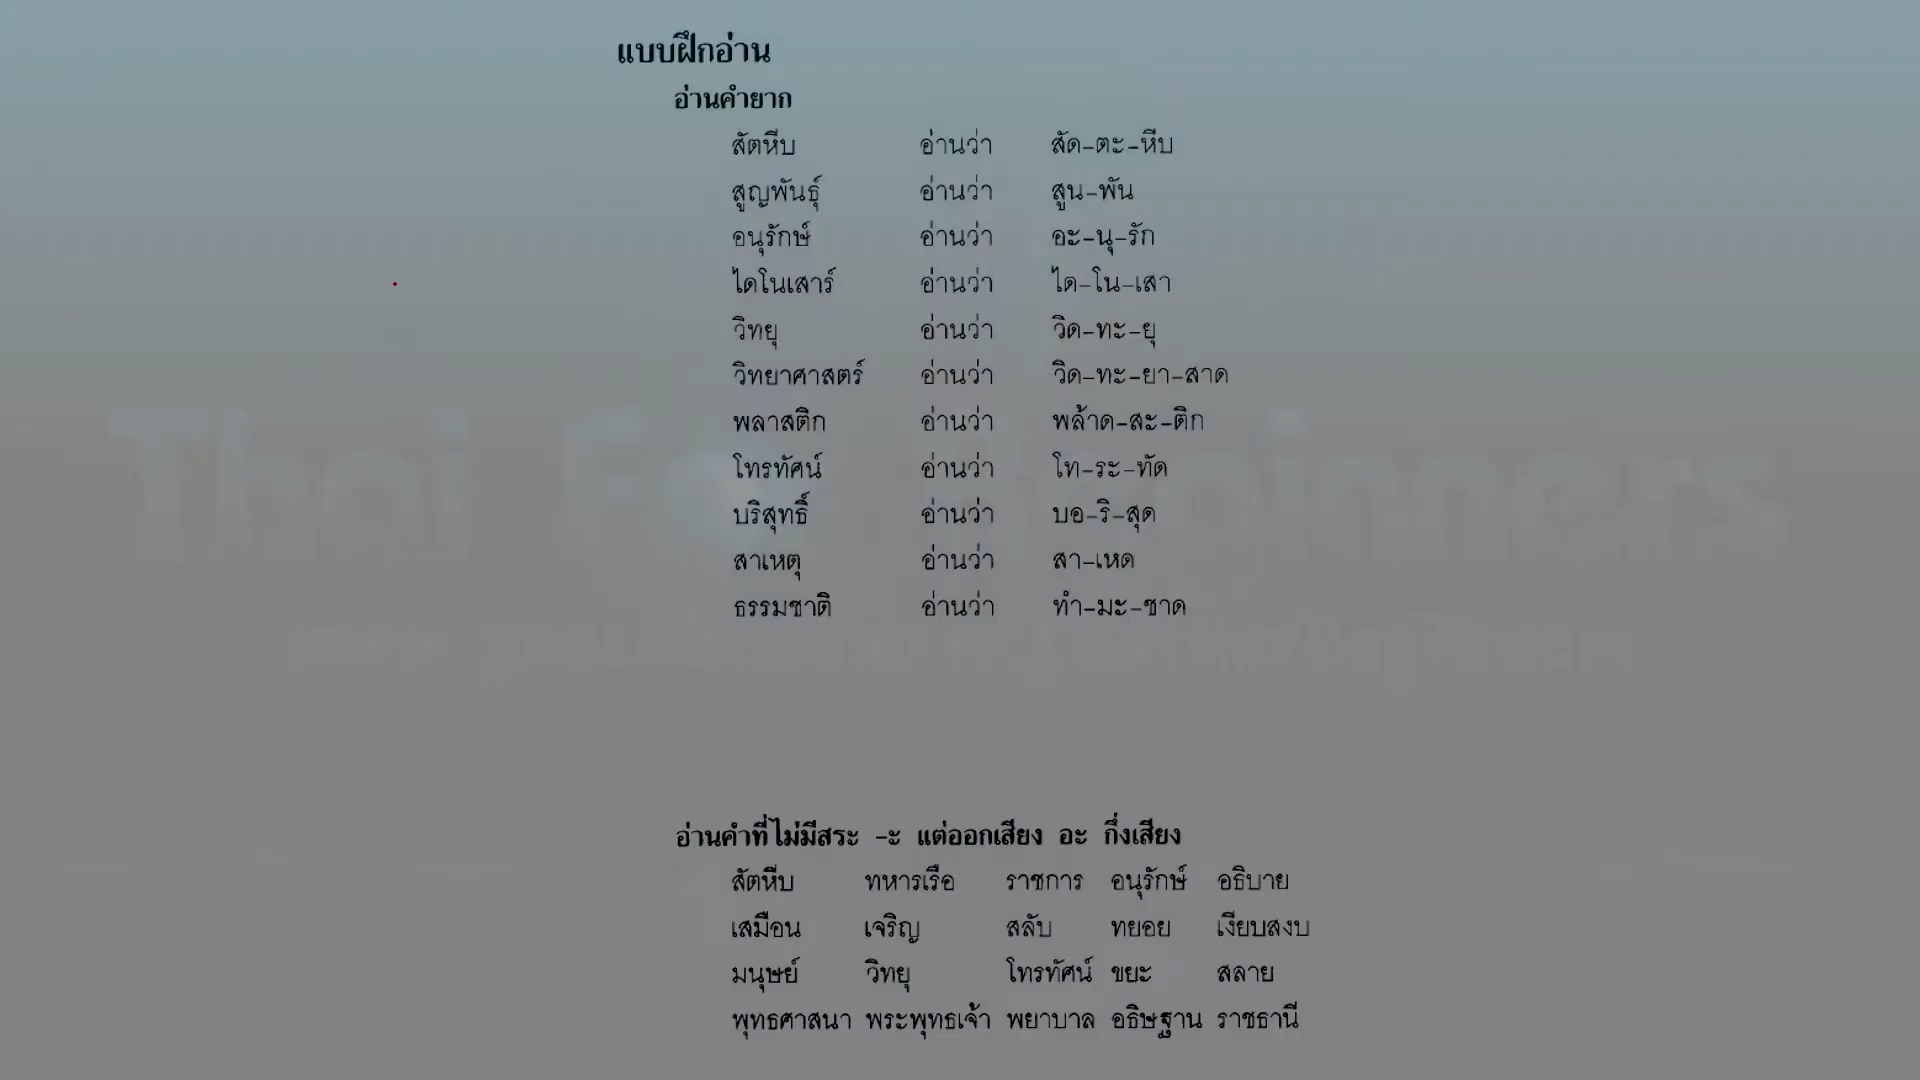 แบบฝึกอ่าน
อ่านคำยาก
สัตหีบ อ่านว่า สัด-ตะ-หีบ
สูญพันธุ์ อ่านว่า สูน-พัน
อนุรักษ์ อ่านว่า อะ-นุ-รัก
ไดโนเสาร์ อ่านว่า ได-โน-เสา
วิทยุ อ่านว่า วิด-ทะ-ยุ
วิทยาศาสตร์ อ่านว่า วิด-ทะ-ยา-สาด
พลาสติก อ่านว่า พล้าด-สะ-ติก
โทรทัศน์ อ่านว่า โท-ระ-ทัด
บริสุทธิ์ อ่านว่า บอ-ริ-สุด
สาเหตุ อ่านว่า สา-เหด
ธรรมชาติ อ่านว่า ทำ-มะ-ชาด
Thai For Beginners
อ่านคำที่ไม่มีสระ -ะ แต่ออกเสียง อะ กึ่งเสียง
สัตหีบ ทหารเรือ ราชการ อนุรักษ์ อธิบาย
เสมือน เจริญ สลับ ทยอย เงียบสงบ
มนุษย์ วิทยุ โทรทัศน์ ขยะ สลาย
พุทธศาสนา พระพุทธเจ้า พยาบาล อธิษฐาน ราชธานี